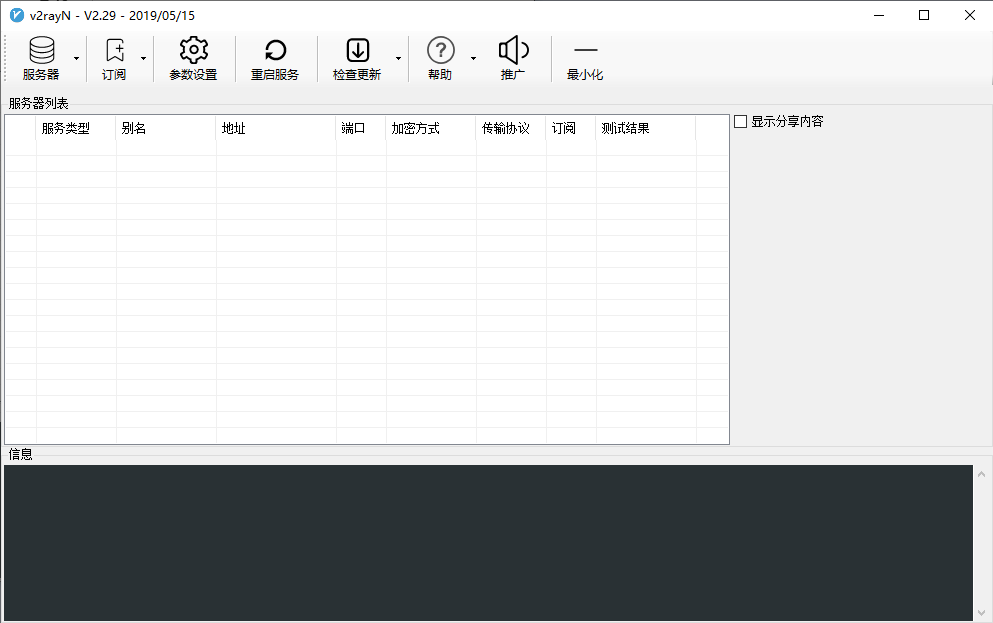 v2rayN - V2.29 - 2019/05/15
服务器 订阅 参数设置 重启服务 检查更新 帮助 推广 最小化
服务器列表
服务类型 别名 地址 端口 加密方式 传输协议 订阅 测试结果
显示分享内容
信息